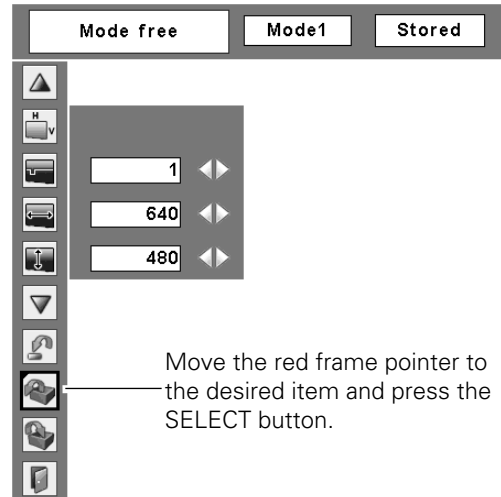 Mode free Mode1 Stored
H
V
1
640
480
Move the red frame pointer to
the desired item and press the
SELECT button.